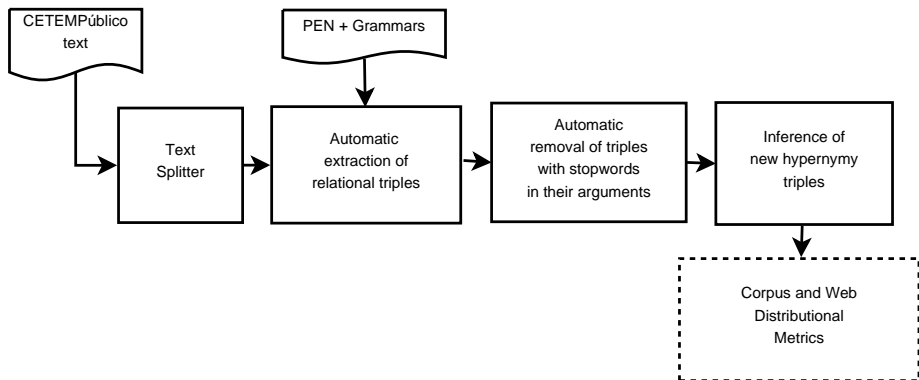 CETEMPúblico
text
PEN + Grammars
Text
Splitter
Automatic
extraction of
relational triples
Automatic
removal of triples
with stopwords
in their arguments
Inference of
new hypernymy
triples
Corpus and Web
Distributional
Metrics